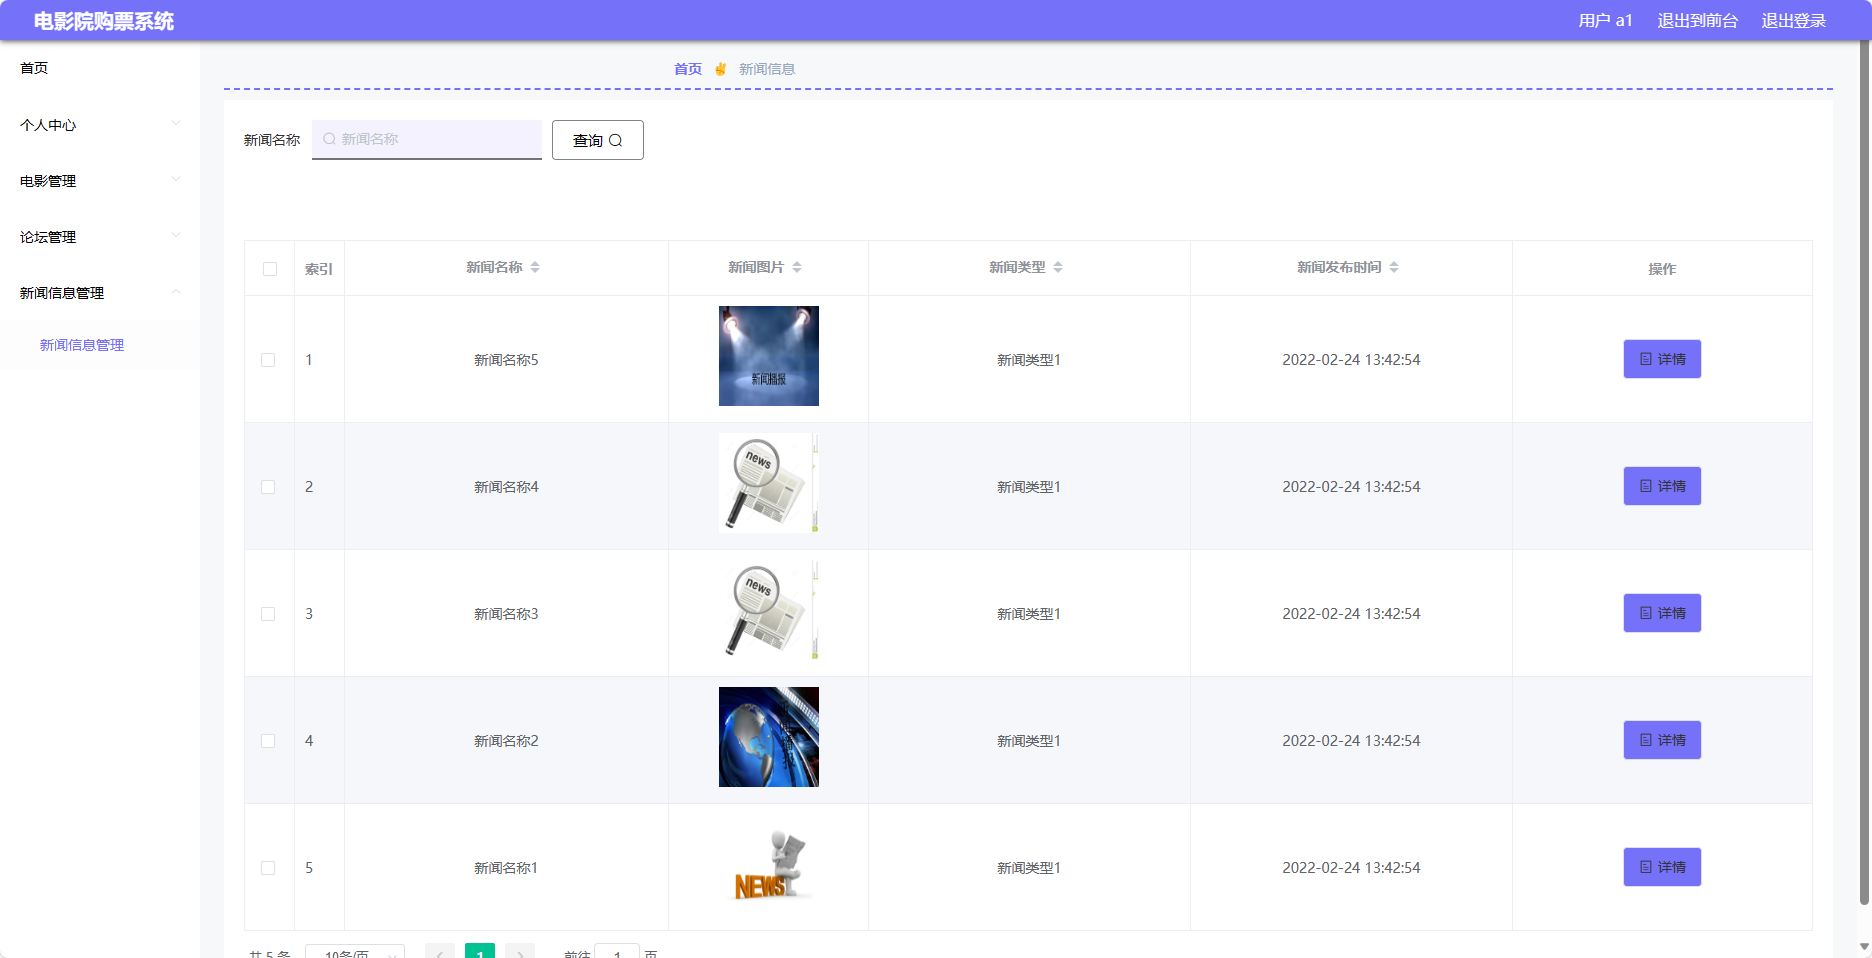 电影院购票系统
用户 a1 退出到前台 退出登录
首页
个人中心
电影管理
论坛管理
新闻信息管理
新闻信息管理
首页 新闻信息
新闻名称 新闻名称 查询
索引 新闻名称 新闻图片 新闻类型 新闻发布时间 操作
新闻播报
1 新闻名称5 新闻类型1 2022-02-24 13:42:54 详情
news
2 新闻名称4 新闻类型1 2022-02-24 13:42:54 详情
news
3 新闻名称3 新闻类型1 2022-02-24 13:42:54 详情
4 新闻名称2 新闻类型1 2022-02-24 13:42:54 详情
5 新闻名称1 新闻类型1 2022-02-24 13:42:54 详情
NEWS
共 5 条 10条/页 1 前往 1 页